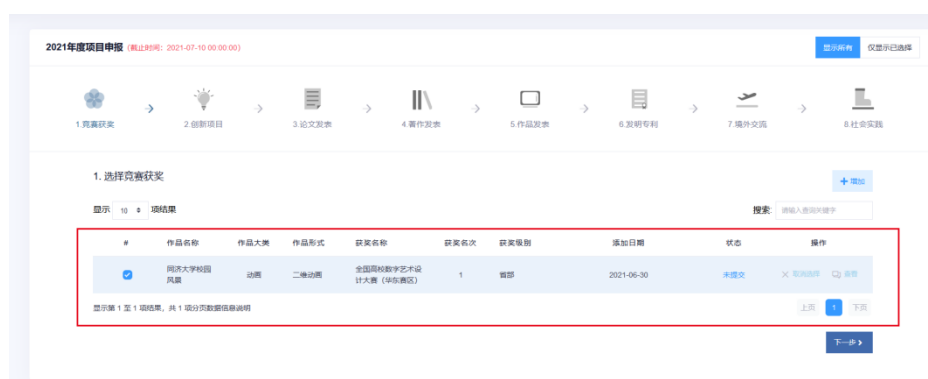 2021年度项目申报 (截止时间：2021-07-10 00:00:00)
显示所有 仅显示已选择
1.竞赛获奖 2.创新项目 3.论文发表 4.著作发表 5.作品发表 6.发明专利 7.境外交流 8.社会实践
1. 选择竞赛获奖
+ 增加
显示 10 项结果
搜索: 请输入查询关键字
# 作品名称 作品大类 作品形式 获奖名称 获奖名次 获奖级别 添加日期 状态 操作
同济大学校园 动画 二维动画 全国高校数字艺术设 1 省部 2021-06-30 未提交 取消选择 查看
风景 计大赛（华东赛区）
显示第 1 至 1 项结果，共 1 项分页数据信息说明
上页 1 下页
下一步